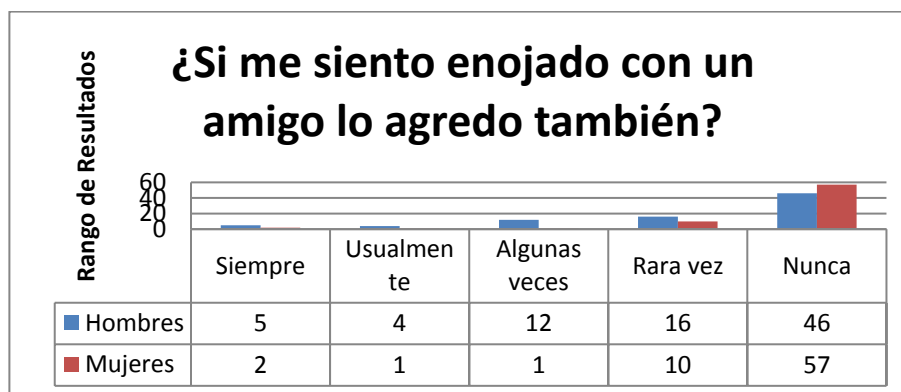 Rango de Resultados
¿Si me siento enojado con un
amigo lo agredo también?
60
40
20
0
Siempre
Usualmen
te
Algunas
veces
Rara vez
Nunca
Hombres 5 4 12 16 46
Mujeres 2 1 1 10 57